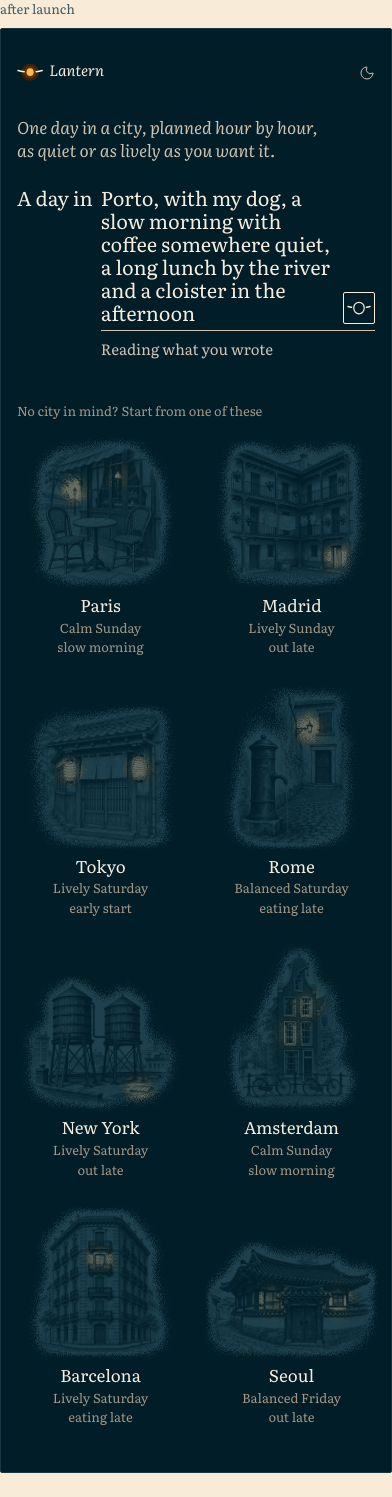 after launch
Lantern
One day in a city, planned hour by hour,
as quiet or as lively as you want it.
A day in Porto, with my dog, a
slow morning with
coffee somewhere quiet,
a long lunch by the river
and a cloister in the
afternoon
Reading what you wrote
No city in mind? Start from one of these
Paris
Calm Sunday
slow morning
Madrid
Lively Sunday
out late
Tokyo
Lively Saturday
early start
Rome
Balanced Saturday
eating late
New York
Lively Saturday
out late
Amsterdam
Calm Sunday
slow morning
Barcelona
Lively Saturday
eating late
Seoul
Balanced Friday
out late